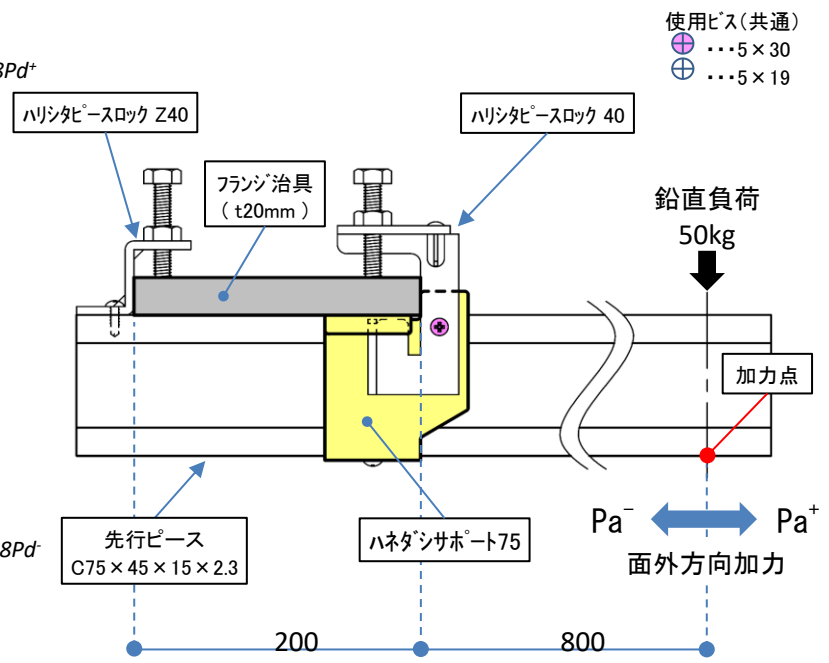 使用ﾋﾞｽ(共通)
･･･5×30
･･･5×19
8Pd⁺
ﾊﾘｼﾀﾋﾟｰｽﾛｯｸ Z40
ﾊﾘｼﾀﾋﾟｰｽﾛｯｸ 40
ﾌﾗﾝｼﾞ治具
( t20mm )
鉛直負荷
50kg
加力点
8Pd⁻
先行ﾋﾟｰｽ
C75×45×15×2.3
ﾊﾈﾀﾞｼｻﾎﾟｰﾄ75
Pa⁻ Pa⁺
面外方向加力
200 800